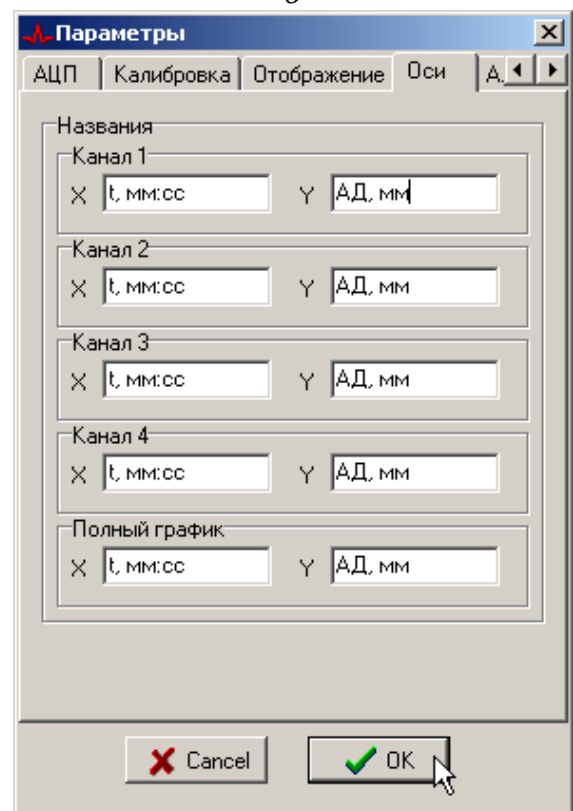 Параметры
АЦП Калибровка Отображение Оси А.
Названия
Канал 1
X t, мм:сс Y АД, мм
Канал 2
X t, мм:сс Y АД, мм
Канал 3
X t, мм:сс Y АД, мм
Канал 4
X t, мм:сс Y АД, мм
Полный график
X t, мм:сс Y АД, мм
Cancel OK